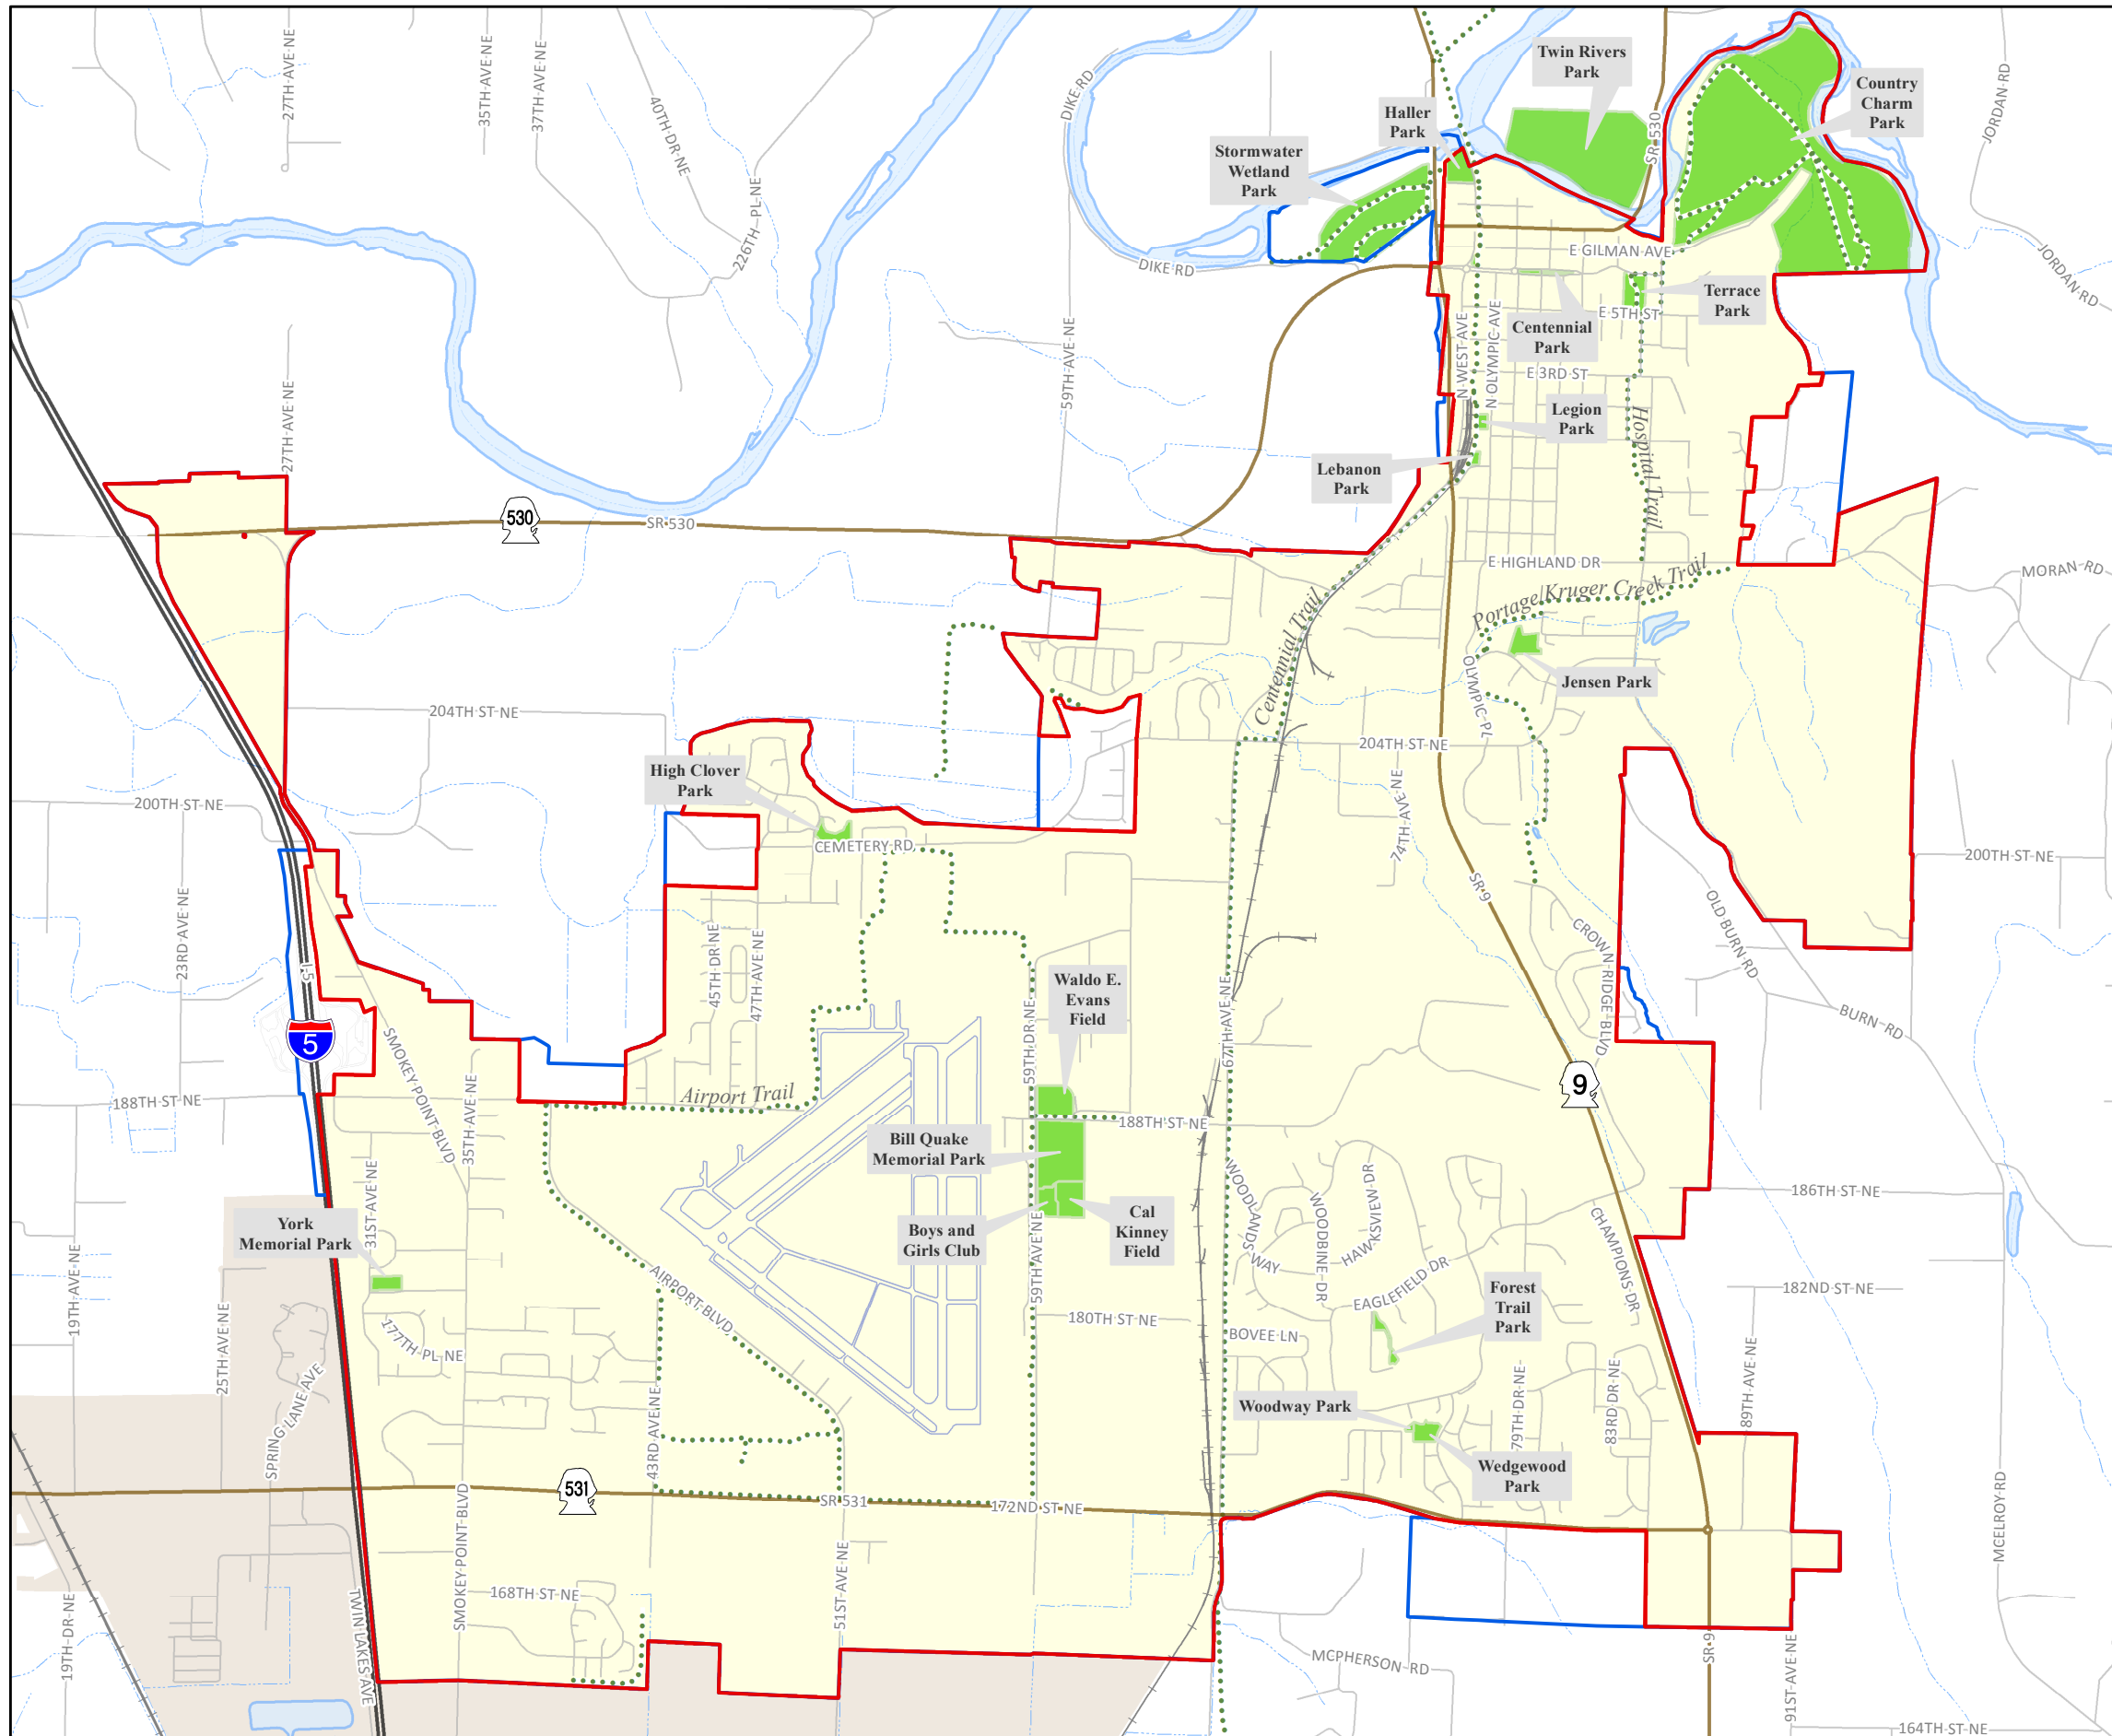 27TH AVE NE
35TH AVE NE
37TH AVE NE
40TH DR NE
226TH PL NE
DIKE RD
Twin Rivers
Park
Country
Charm
Park
Haller
Park
Stormwater
Wetland
Park
SR 530
JORDAN RD
JORDAN RD
DIKE RD
E GILMAN AVE
Terrace
Park
E 5TH ST
Centennial
Park
N WEST AVE
N OLYMPIC AVE
E 3RD ST
59TH AVE NE
27TH AVE NE
Legion
Park
Lebanon
Park
Hospital Trail
530
SR 530
E HIGHLAND DR
MORAN RD
Portage/Kruger Creek Trail
Centennial Trail
Jensen Park
OLYMPIC PL
204TH ST NE
204TH ST NE
High Clover
Park
74TH AVE NE
200TH ST NE
CEMETERY RD
200TH ST NE
SR 9
OLD BURN RD
23RD AVE NE
45TH DR NE
47TH AVE NE
CROWN RIDGE BLVD
I-5
5
Waldo E.
Evans
Field
59TH DR NE
67TH AVE NE
BURN RD
SMOKEY POINT BLVD
35TH AVE NE
9
188TH ST NE
Airport Trail
188TH ST NE
Bill Quake
Memorial Park
31ST AVE NE
WOODLANDS WAY
WOODBINE DR
HAWKSVIEW DR
186TH ST NE
York
Memorial Park
Boys and
Girls Club
Cal
Kinney
Field
CHAMPIONS DR
19TH AVE NE
25TH AVE NE
AIRPORT BLVD
59TH AVE NE
EAGLEFIELD DR
Forest
Trail
Park
182ND ST NE
180TH ST NE
BOVEE LN
177TH PL NE
SPRING LANE AVE
43RD AVE NE
Woodway Park
79TH DR NE
83RD DR NE
89TH AVE NE
Wedgewood
Park
531
SR 531
172ND ST NE
SMOKEY POINT BLVD
51ST AVE NE
MCELROY RD
168TH ST NE
19TH DR NE
TWIN LAKES AVE
MCPHERSON RD
SR 9
91ST AVE NE
164TH ST NE